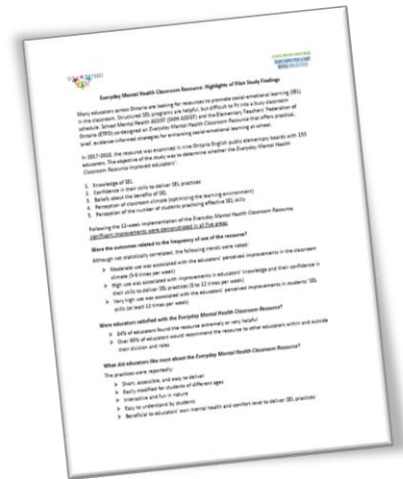 Everyday Mental Health Classroom Resource: Highlights of Pilot Study Findings
Many educators across Ontario are looking for resources to promote social-emotional learning (SEL)
in the classroom. Structured SEL programs are helpful, but difficult to fit into a busy classroom
schedule. School Mental Health ASSIST (SMH ASSIST) and the Elementary Teachers' Federation of
Ontario (ETFO) co-designed an Everyday Mental Health Classroom Resource that offers practical,
brief, evidence-informed strategies for enhancing social-emotional learning at school.
In 2017-2018, the resource was examined in nine Ontario English public elementary boards with 153
educators. The objective of the study was to determine whether the Everyday Mental Health
Classroom Resource improved educators':
1. Knowledge of SEL
2. Confidence in their skills to deliver SEL practices
3. Beliefs about the benefits of SEL
4. Perception of classroom climate (optimizing the learning environment)
5. Perception of the number of students practicing effective SEL skills
Following the 12-week implementation of the Everyday Mental Health Classroom Resource,
significant improvements were demonstrated in all five areas.
Were the outcomes related to the frequency of use of the resource?
Although not statistically correlated, the following trends were noted:
➢ Moderate use was associated with the educators' perceived improvements in the classroom
climate
➢ High use was associated with improvements in educators' knowledge and their confidence in
their skills to deliver SEL practices (6 to 12 times per week)
➢ Very high use was associated with the educators' perceived improvements in students' SEL
skills (at least 12 times per week)
Were educators satisfied with the Everyday Mental Health Classroom Resource?
➢ 84% of educators found the resource extremely or very helpful
➢ Over 95% of educators would recommend the resource to other educators within and outside
their division and roles
What did educators like most about the Everyday Mental Health Classroom Resource?
The practices were reportedly:
➢ Short, accessible, and easy to deliver
➢ Easily modified for students of different ages
➢ Interactive and fun in nature
➢ Easy to understand by students
➢ Beneficial to educators' own mental health and comfort level to deliver SEL practices